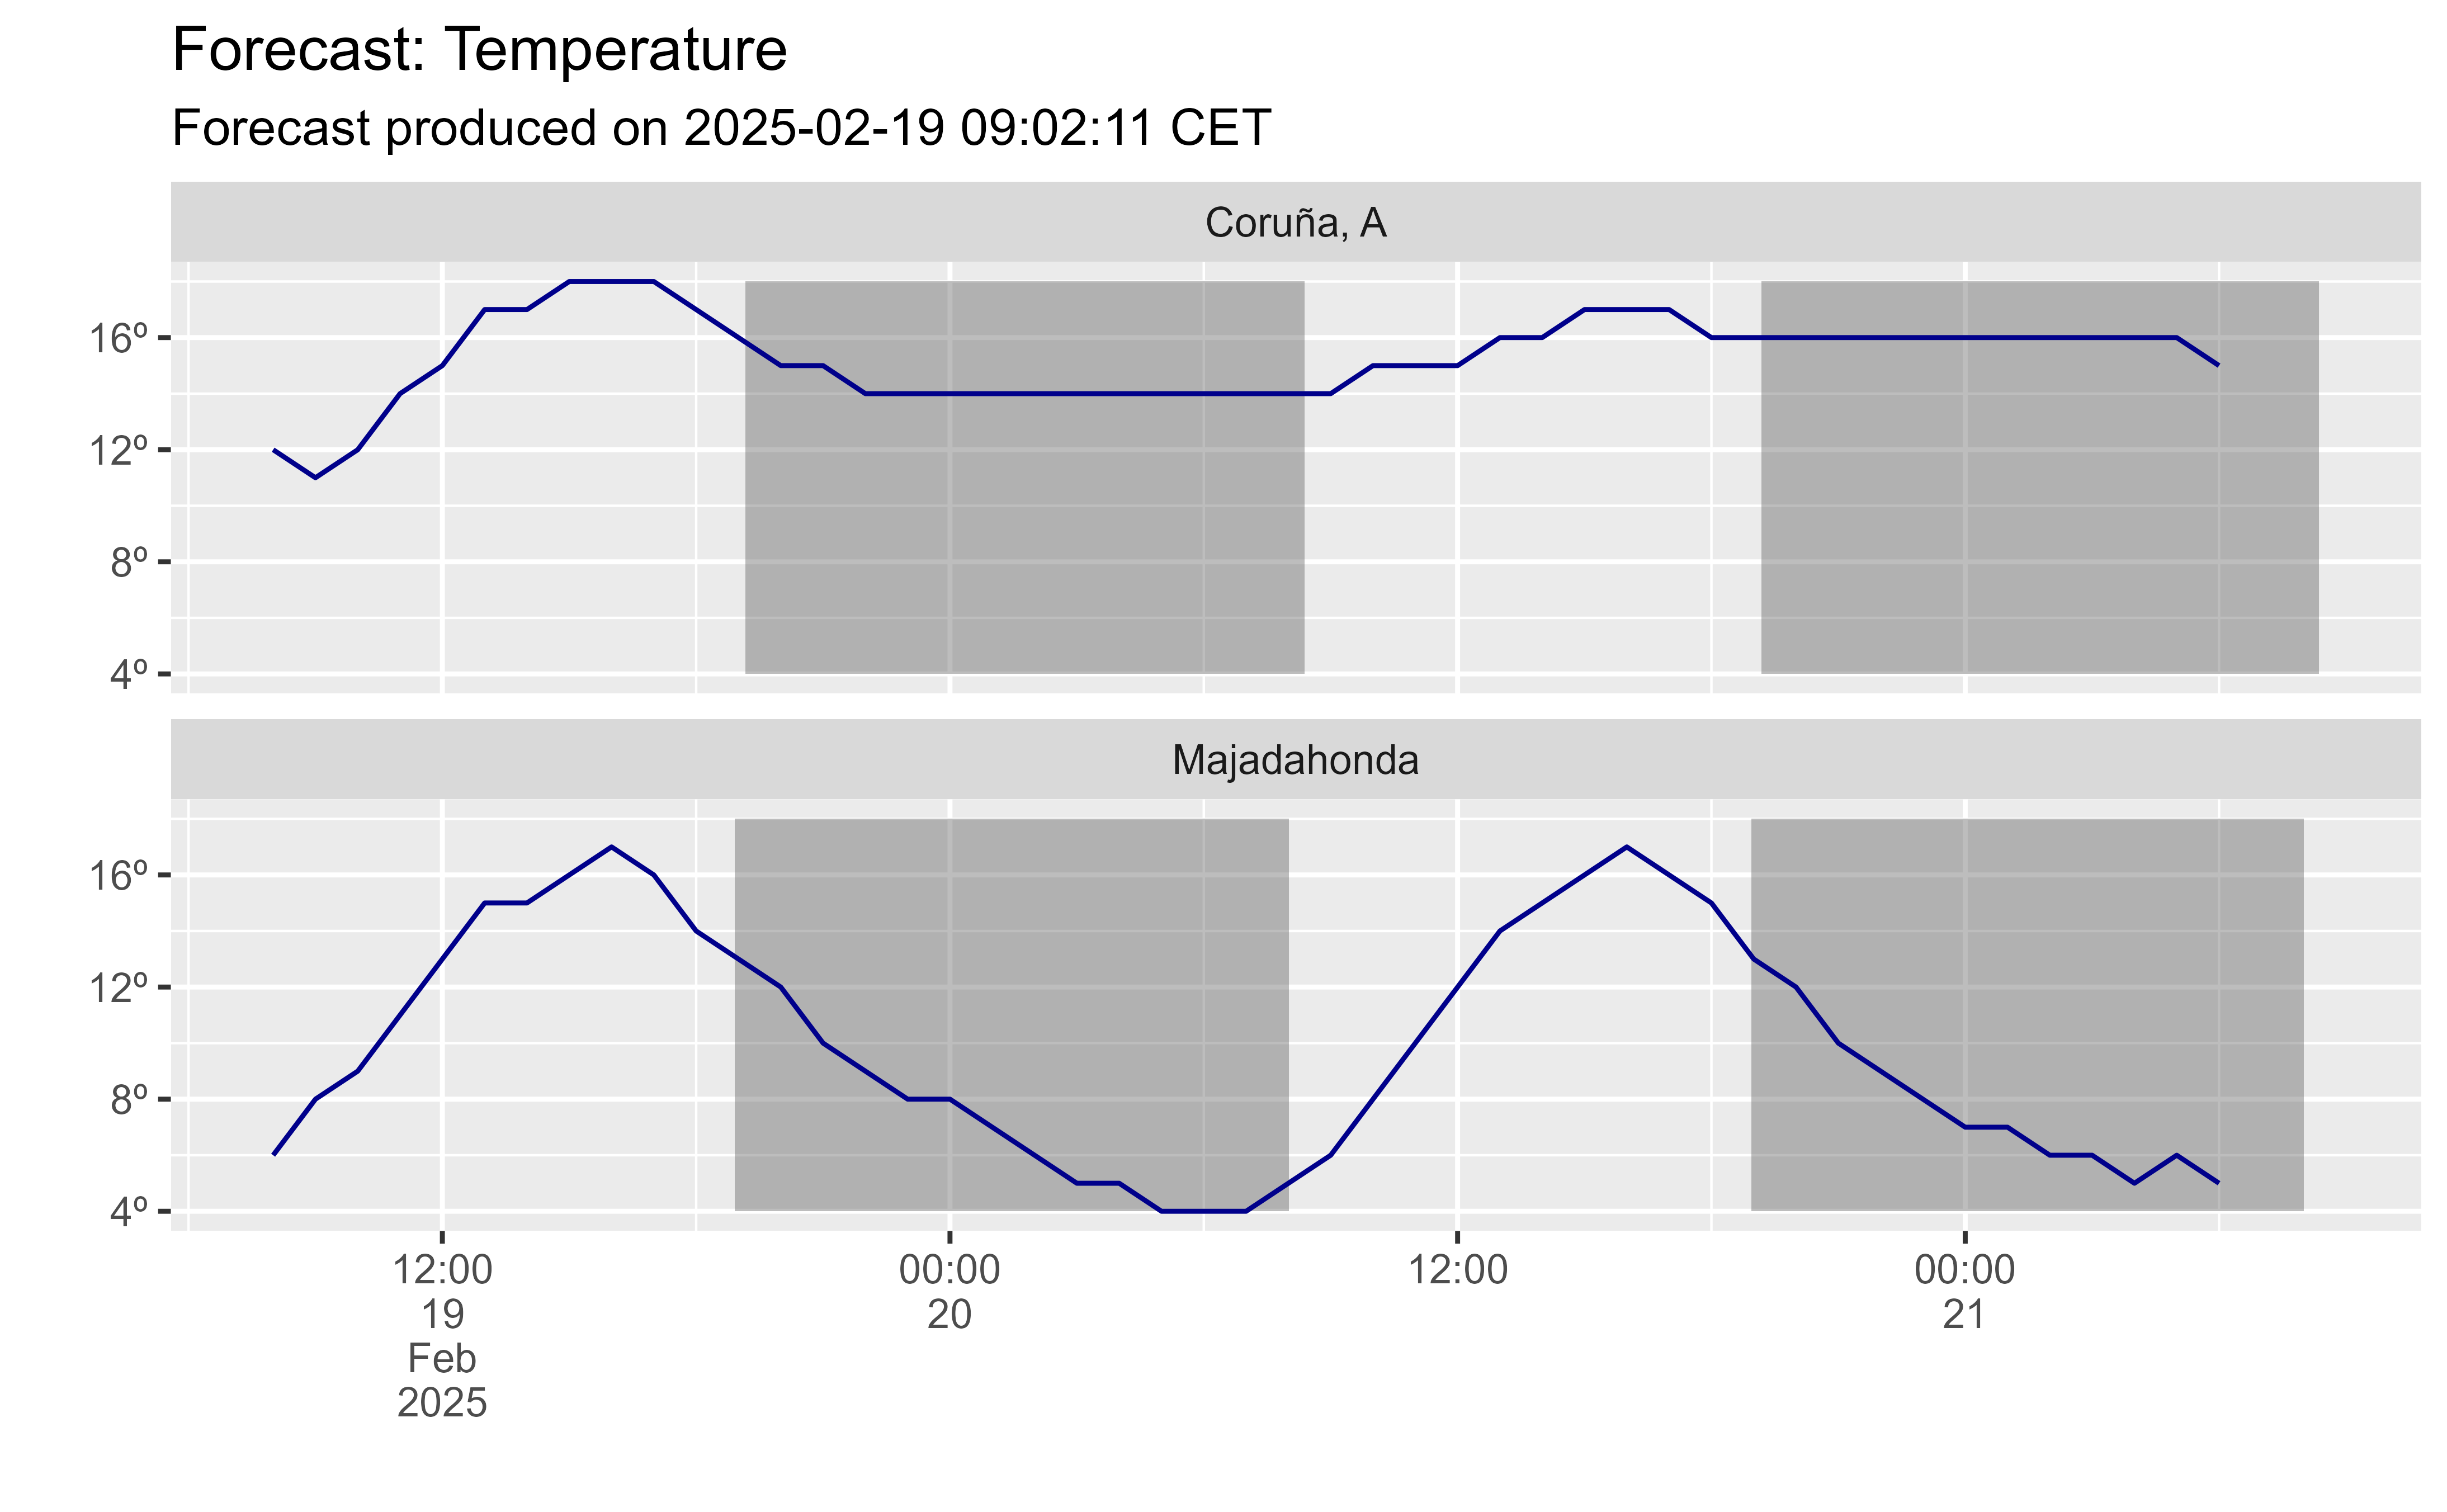 Forecast: Temperature
Forecast produced on 2025-02-19 09:02:11 CET
Coruña, A
16º
12º
8º
4º
Majadahonda
16º
12º
8º
4º
12:00 00:00 12:00 00:00
19 20 21
Feb
2025